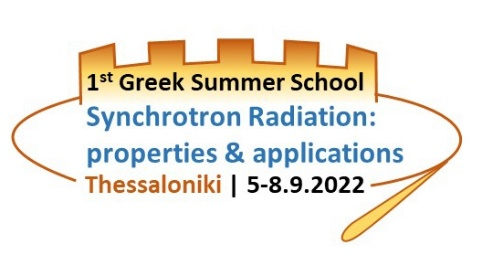 1st Greek Summer School
Synchrotron Radiation:
properties & applications
Thessaloniki | 5-8.9.2022